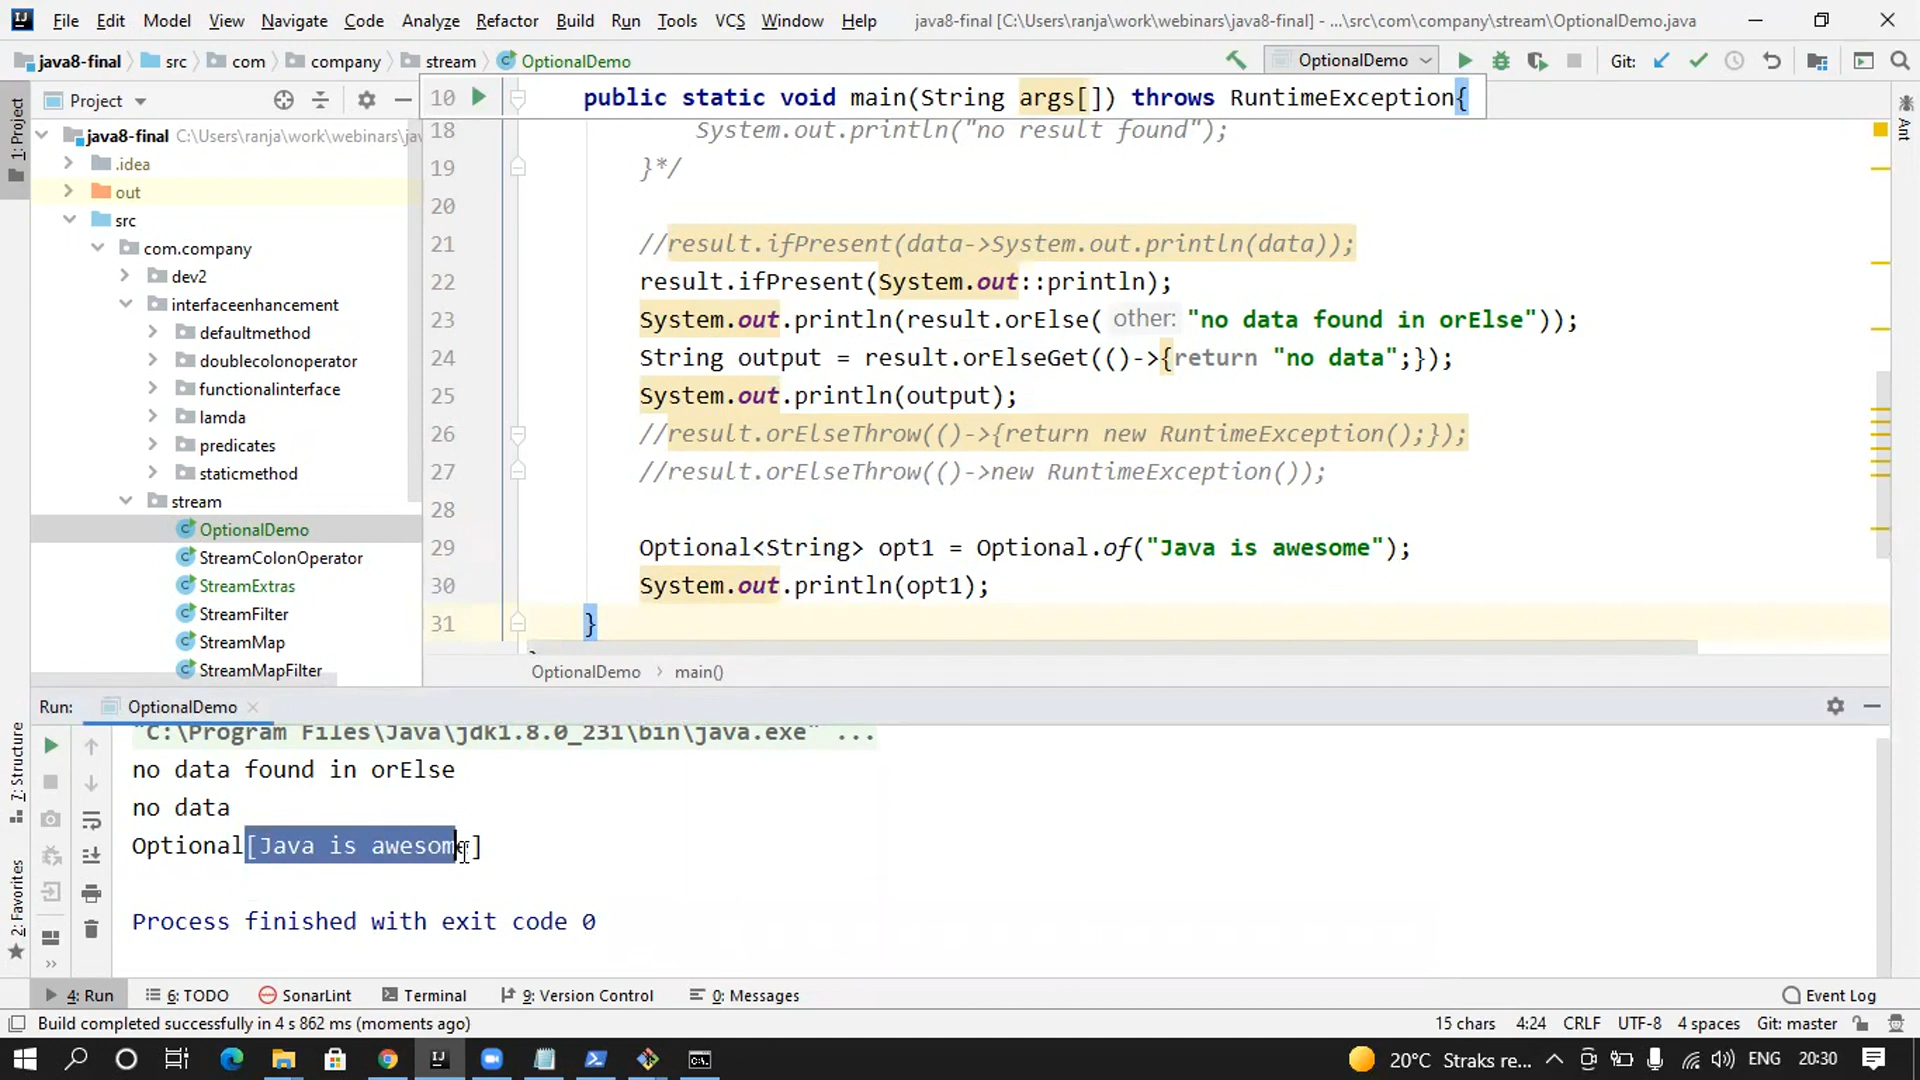 File Edit View Navigate Code Analyze Refactor Build Run Tools VCS Window Help java8-final [C:\Users\ranja\work\webinars\java8-final] - ...\src\com\company\stream\OptionalDemo.java
java8-final src com company stream OptionalDemo OptionalDemo Git:
1: Project
Project
java8-final C:\Users\ranja\work\webinars\jav
.idea
out
src
com.company
dev2
interfaceenhancement
defaultmethod
doublecolonoperator
functionalinterface
lamda
predicates
staticmethod
stream
OptionalDemo
StreamColonOperator
StreamExtras
StreamFilter
StreamMap
StreamMapFilter
10 public static void main(String args[]) throws RuntimeException{
18 System.out.println("no result found");
19 }*/
20
21 //result.ifPresent(data->System.out.println(data));
22 result.ifPresent(System.out::println);
23 System.out.println(result.orElse( other: "no data found in orElse"));
24 String output = result.orElseGet(()->{return "no data";});
25 System.out.println(output);
26 //result.orElseThrow(()->{return new RuntimeException();});
27 //result.orElseThrow(()->new RuntimeException());
28
29 Optional<String> opt1 = Optional.of("Java is awesome");
30 System.out.println(opt1);
31 }
OptionalDemo > main()
Ant
7: Structure
2: Favorites
Run: OptionalDemo
"C:\Program Files\Java\jdk1.8.0_231\bin\java.exe" ...
no data found in orElse
no data
Optional[Java is awesome]
Process finished with exit code 0
4: Run 6: TODO SonarLint Terminal 9: Version Control 0: Messages Event Log
Build completed successfully in 4 s 862 ms (moments ago) 15 chars 4:24 CRLF UTF-8 4 spaces Git: master
20°C Straks re... ENG 20:30